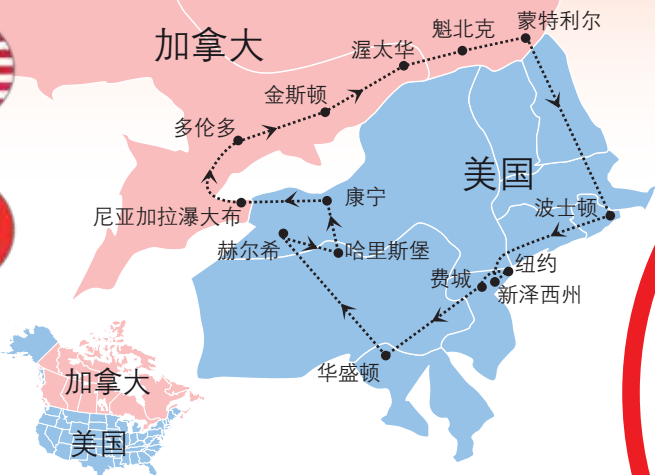 蒙特利尔
魁北克
加拿大
渥太华
金斯顿
多伦多
美国
康宁
尼亚加拉瀑大布
波士顿
赫尔希
哈里斯堡
纽约
费城
新泽西州
华盛顿
加拿大
美国